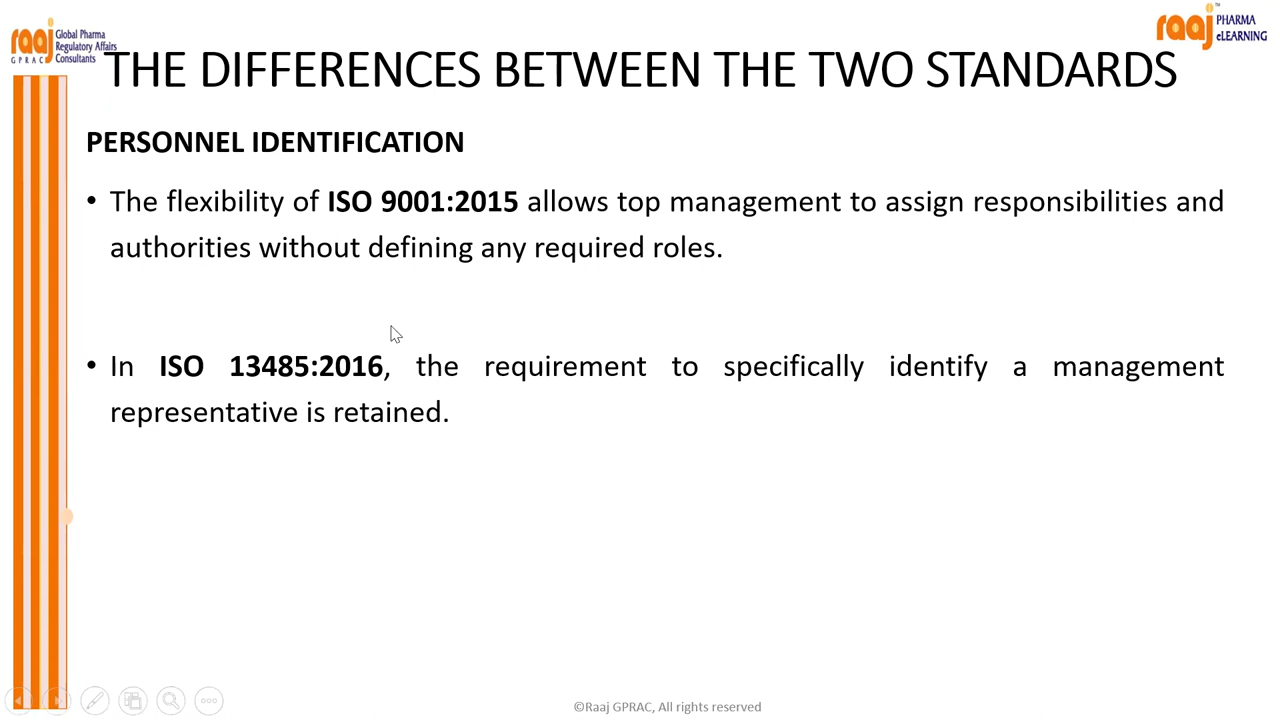 raaj
Global Pharma
Regulatory Affairs
Consultants
GPRAC
raaj
™
PHARMA
eLEARNING
THE DIFFERENCES BETWEEN THE TWO STANDARDS
PERSONNEL IDENTIFICATION
• The flexibility of ISO 9001:2015 allows top management to assign responsibilities and
authorities without defining any required roles.
• In ISO 13485:2016, the requirement to specifically identify a management
representative is retained.
©Raaj GPRAC, All rights reserved